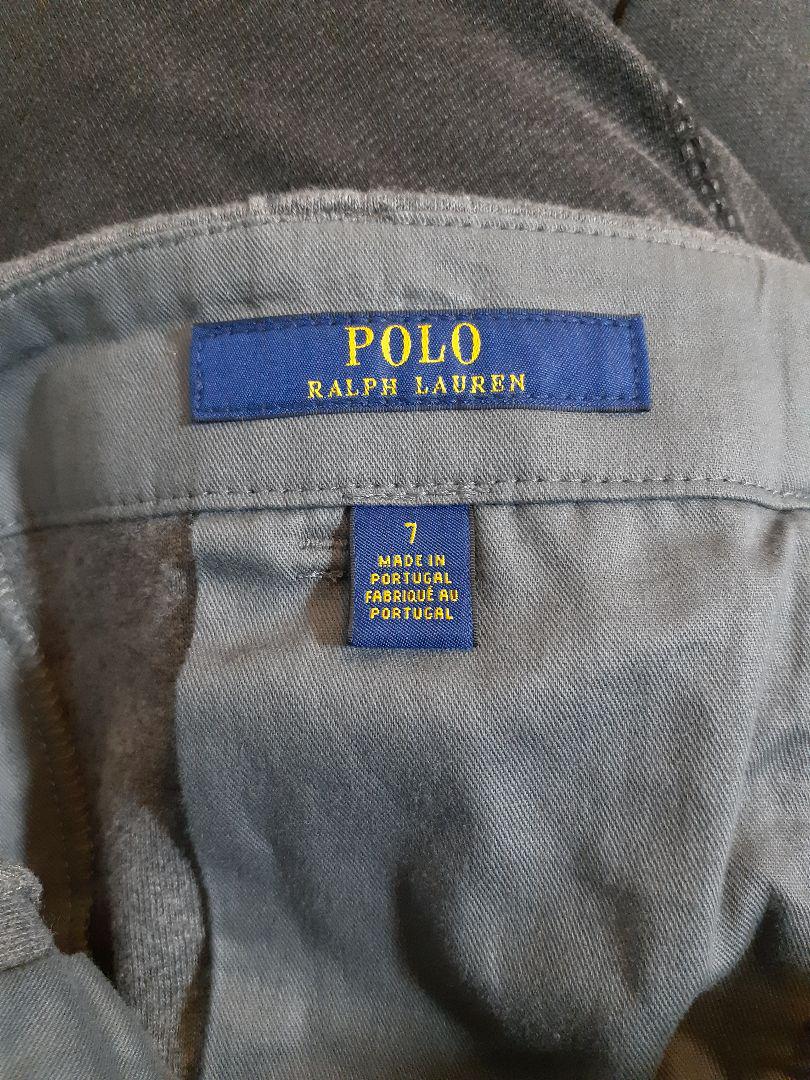 POLO
RALPH LAUREN
7
MADE IN
PORTUGAL
FABRIQUÉ AU
PORTUGAL